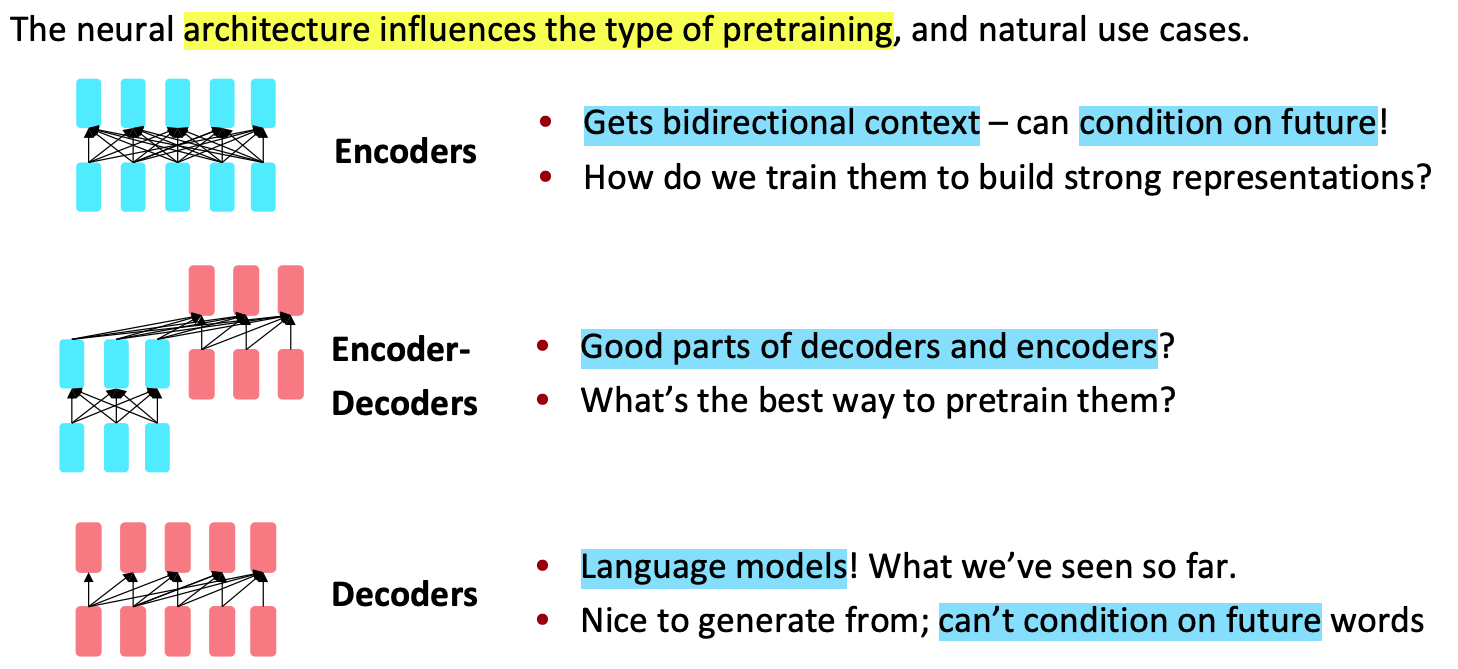 The neural architecture influences the type of pretraining, and natural use cases.
Encoders
• Gets bidirectional context – can condition on future!
• How do we train them to build strong representations?
Encoder-
Decoders
• Good parts of decoders and encoders?
• What’s the best way to pretrain them?
Decoders
• Language models! What we’ve seen so far.
• Nice to generate from; can’t condition on future words